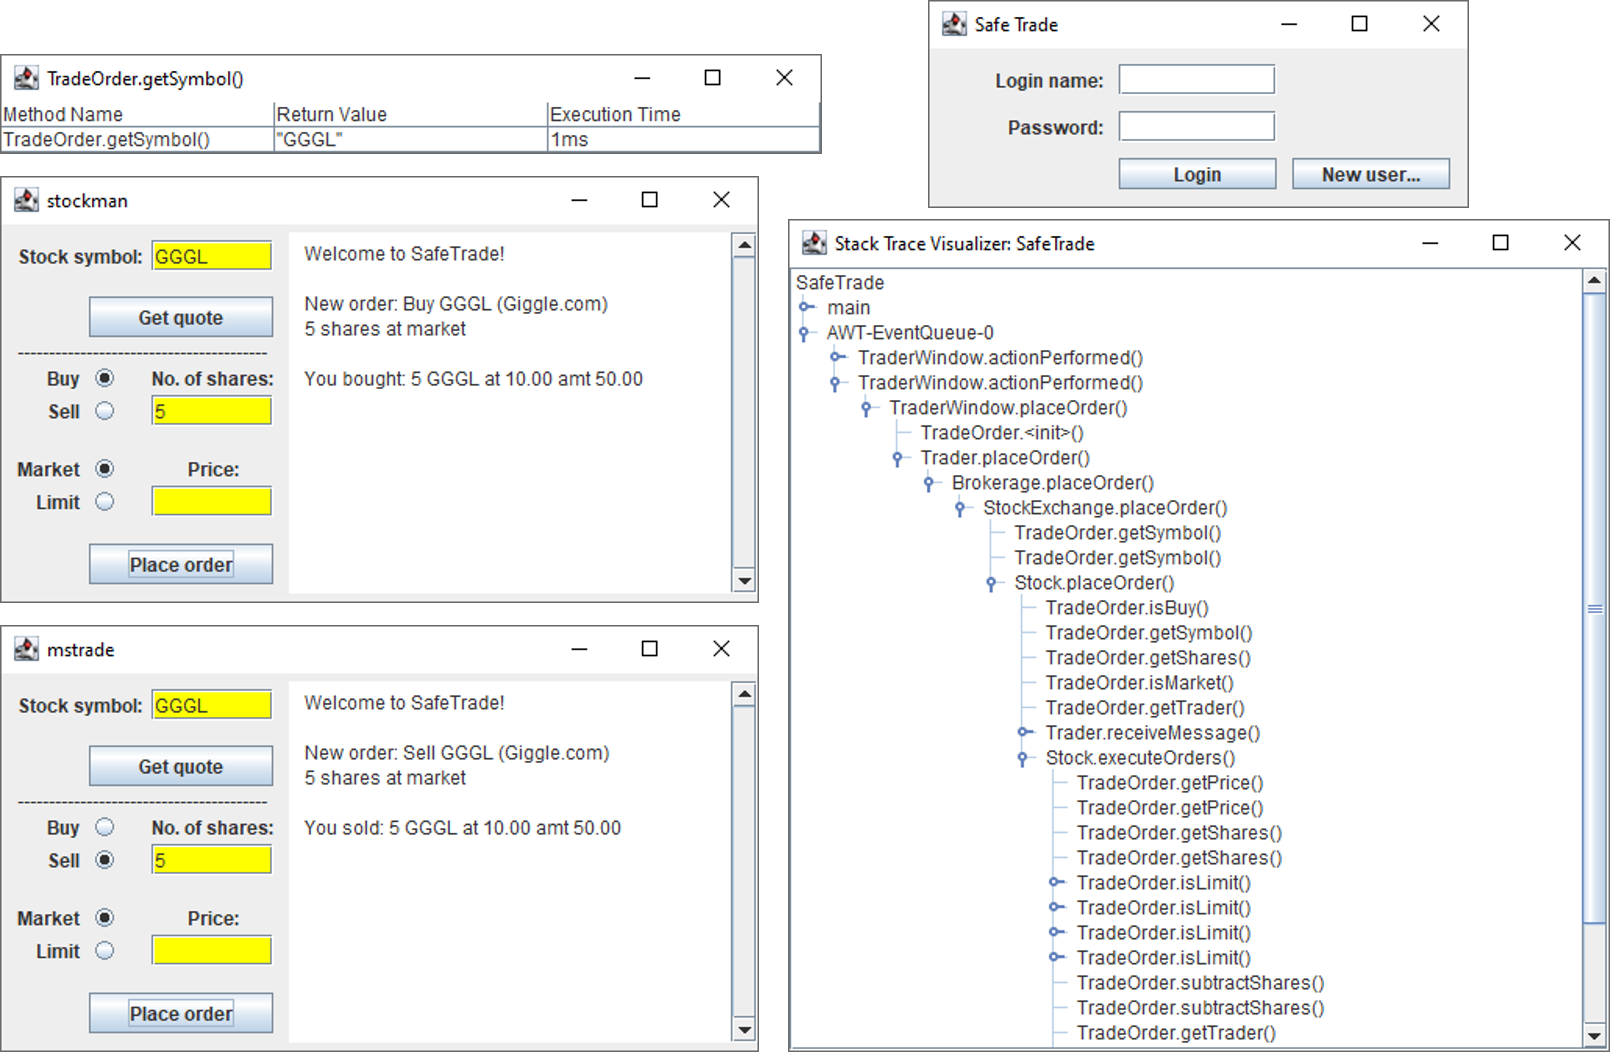 TradeOrder.getSymbol()
Method Name Return Value Execution Time
TradeOrder.getSymbol() "GGGL" 1ms
stockman
Stock symbol: GGGL
Get quote
----------------------------------------
Buy No. of shares:
Sell 5
Market Price:
Limit
Place order
Welcome to SafeTrade!
New order: Buy GGGL (Giggle.com)
5 shares at market
You bought: 5 GGGL at 10.00 amt 50.00
mstrade
Stock symbol: GGGL
Get quote
----------------------------------------
Buy No. of shares:
Sell 5
Market Price:
Limit
Place order
Welcome to SafeTrade!
New order: Sell GGGL (Giggle.com)
5 shares at market
You sold: 5 GGGL at 10.00 amt 50.00
Safe Trade
Login name:
Password:
Login New user...
Stack Trace Visualizer: SafeTrade
SafeTrade
main
AWT-EventQueue-0
TraderWindow.actionPerformed()
TraderWindow.actionPerformed()
TraderWindow.placeOrder()
TradeOrder.<init>()
Trader.placeOrder()
Brokerage.placeOrder()
StockExchange.placeOrder()
TradeOrder.getSymbol()
TradeOrder.getSymbol()
Stock.placeOrder()
TradeOrder.isBuy()
TradeOrder.getSymbol()
TradeOrder.getShares()
TradeOrder.isMarket()
TradeOrder.getTrader()
Trader.receiveMessage()
Stock.executeOrders()
TradeOrder.getPrice()
TradeOrder.getPrice()
TradeOrder.getShares()
TradeOrder.getShares()
TradeOrder.isLimit()
TradeOrder.isLimit()
TradeOrder.isLimit()
TradeOrder.isLimit()
TradeOrder.subtractShares()
TradeOrder.subtractShares()
TradeOrder.getTrader()